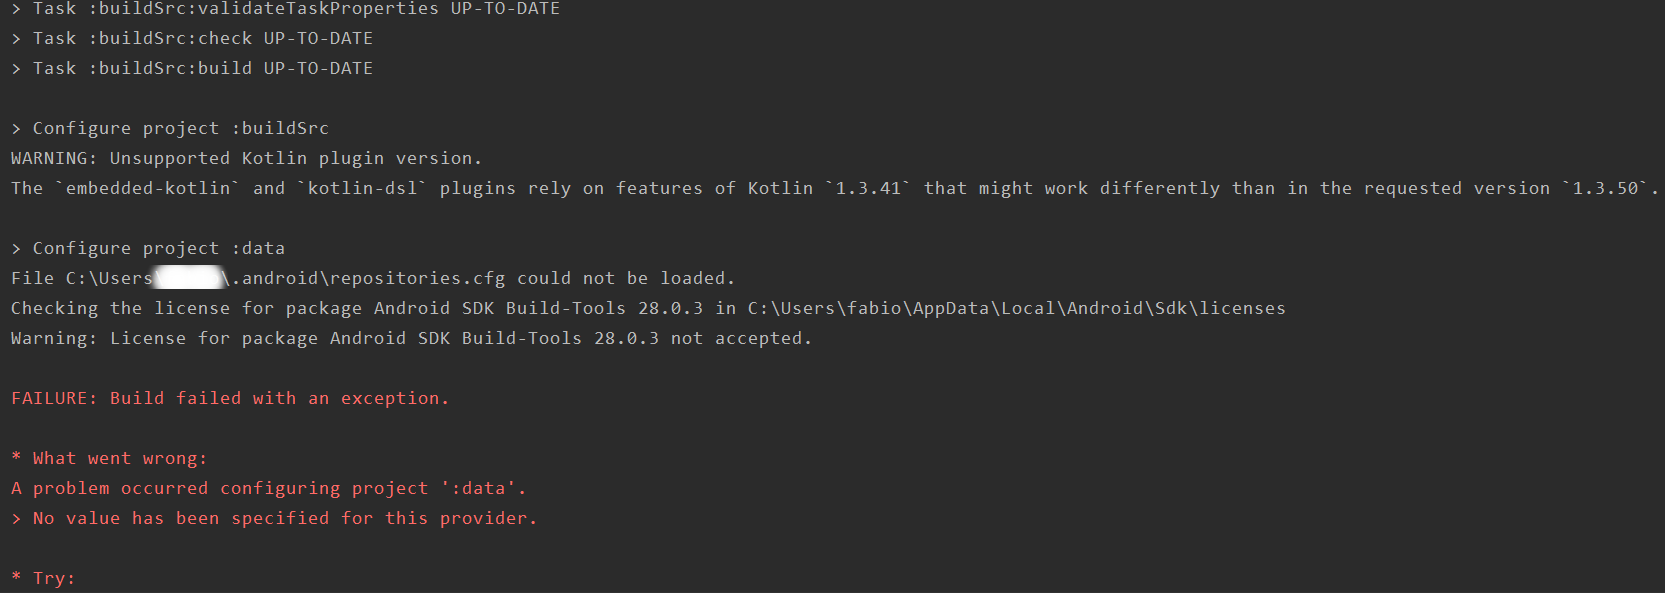 > Task :buildSrc:validateTaskProperties UP-TO-DATE
> Task :buildSrc:check UP-TO-DATE
> Task :buildSrc:build UP-TO-DATE
> Configure project :buildSrc
WARNING: Unsupported Kotlin plugin version.
The `embedded-kotlin` and `kotlin-dsl` plugins rely on features of Kotlin `1.3.41` that might work differently than in the requested version `1.3.50`.
> Configure project :data
File C:\Users\ \.android\repositories.cfg could not be loaded.
Checking the license for package Android SDK Build-Tools 28.0.3 in C:\Users\fabio\AppData\Local\Android\Sdk\licenses
Warning: License for package Android SDK Build-Tools 28.0.3 not accepted.
FAILURE: Build failed with an exception.
* What went wrong:
A problem occurred configuring project ':data'.
> No value has been specified for this provider.
* Try: